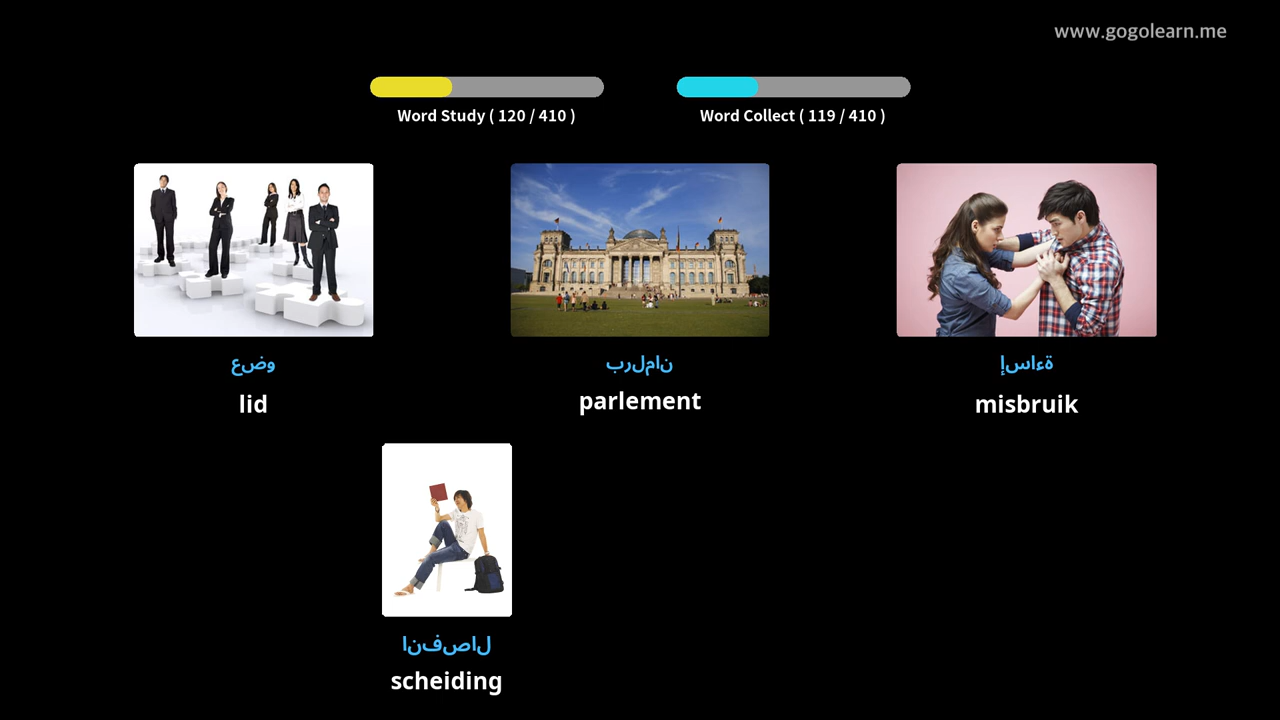 www.gogolearn.me
Word Study ( 120 / 410 )
Word Collect ( 119 / 410 )
عضو
lid
برلمان
parlement
إساءة
misbruik
انفصال
scheiding